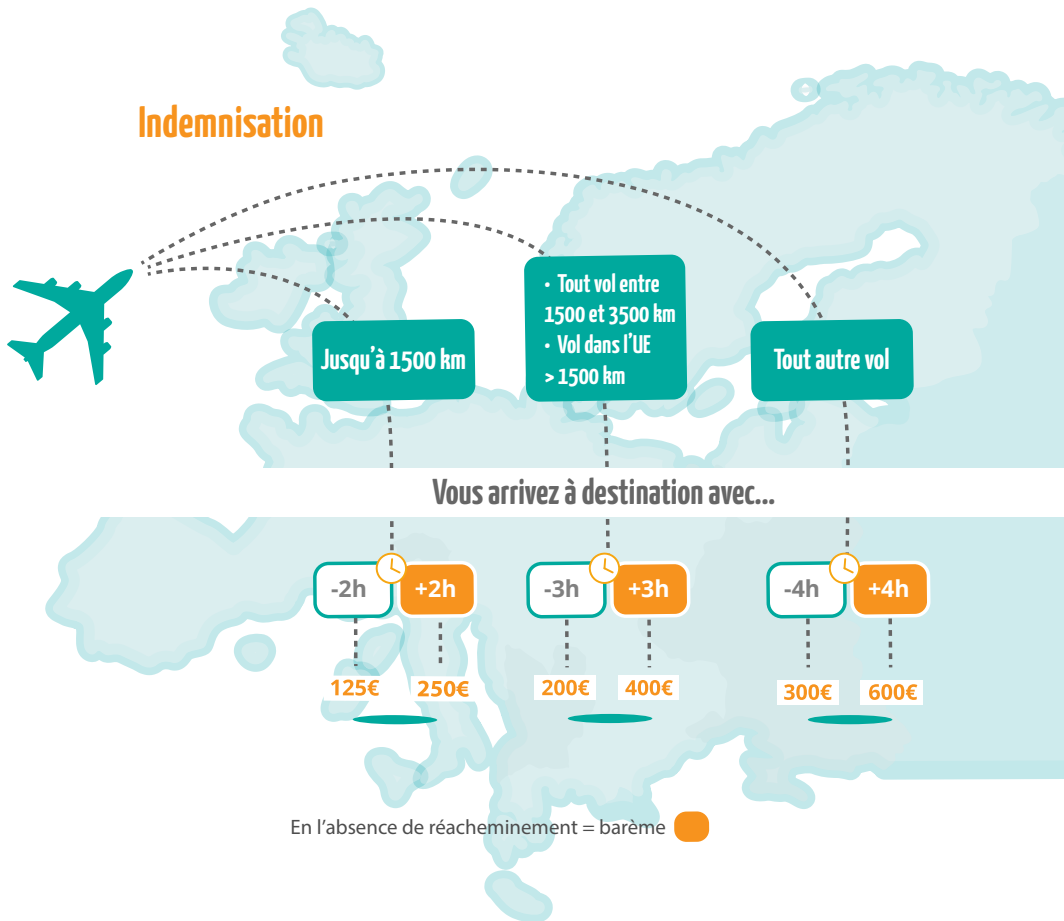 Indemnisation
Jusqu'à 1500 km
• Tout vol entre
1500 et 3500 km
• Vol dans l'UE
> 1500 km
Tout autre vol
Vous arrivez à destination avec...
-2h +2h -3h +3h -4h +4h
125€ 250€ 200€ 400€ 300€ 600€
En l'absence de réacheminement = barème